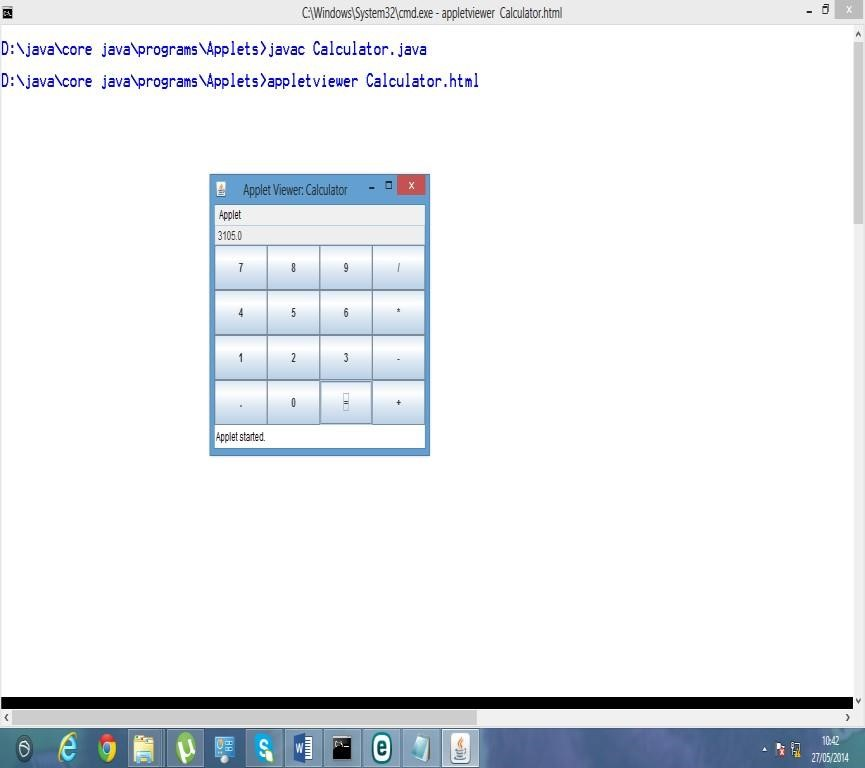 C:\Windows\System32\cmd.exe - appletviewer  Calculator.html
D:\java\core java\programs\Applets>javac Calculator.java
D:\java\core java\programs\Applets>appletviewer Calculator.html
Applet Viewer: Calculator
Applet
3105.0
7 8 9 /
4 5 6 *
1 2 3 -
. 0 = +
Applet started.
10:42
27/05/2014